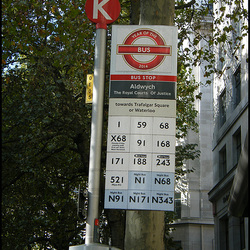 K
YEAR OF THE
BUS
2014
BUS STOP
Aldwych
The Royal Courts Of Justice
towards Trafalgar Square
or Waterloo
1 59 68
X68 91 168
171 188 243
521 N1 N68
N91 N171 N343